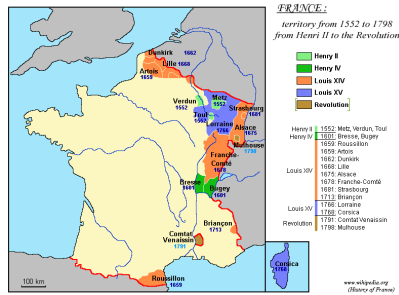 FRANCE :
territory from 1552 to 1798
from Henri II to the Revolution
Henry II
Henry IV
Louis XIV
Louis XIV
Revolution
Dunkirk 1662
Lille 1668
Artois
1659
Verdun
1552
Metz
1552
Toul
1552
Lorraine
1766
Strasbourg
1681
Alsace
1675
Mulhouse
1798
Franche-
Comté
1678
Bresse
1601
Bugey
1601
Briançon
1713
Comtat
Venaissin
1791
Roussillon
1659
Corsica
1768
100 km
Henry II 1552: Metz, Verdun, Toul
Henry IV 1601: Bresse, Bugey
1659: Roussillon
1659: Artois
1662: Dunkirk
1668: Lille
Louis XIV 1675: Alsace
1678: Franche-Comté
1681: Strasbourg
1713: Briançon
Louis XV 1766: Lorraine
1768: Corsica
Revolution 1791: Comtat Venaissin
1798: Mulhouse
www.wikipedia.org
(History of France)